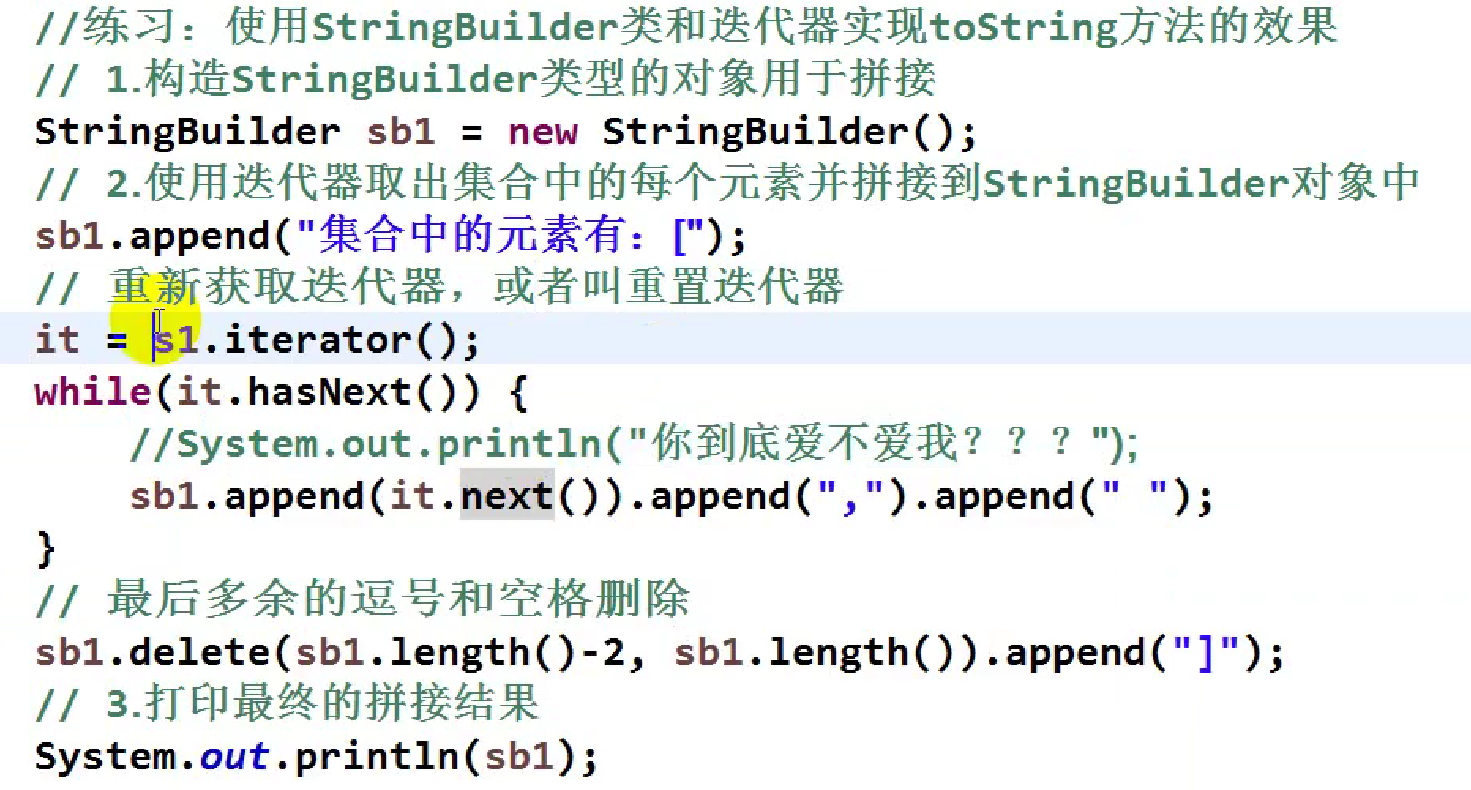 //练习：使用StringBuilder类和迭代器实现toString方法的效果
// 1.构造StringBuilder类型的对象用于拼接
StringBuilder sb1 = new StringBuilder();
// 2.使用迭代器取出集合中的每个元素并拼接到StringBuilder对象中
sb1.append("集合中的元素有：[");
// 重新获取迭代器，或者叫重置迭代器
it = s1.iterator();
while(it.hasNext()) {
    //System.out.println("你到底爱不爱我？？？");
    sb1.append(it.next()).append(",").append(" ");
}
// 最后多余的逗号和空格删除
sb1.delete(sb1.length()-2, sb1.length()).append("]");
// 3.打印最终的拼接结果
System.out.println(sb1);